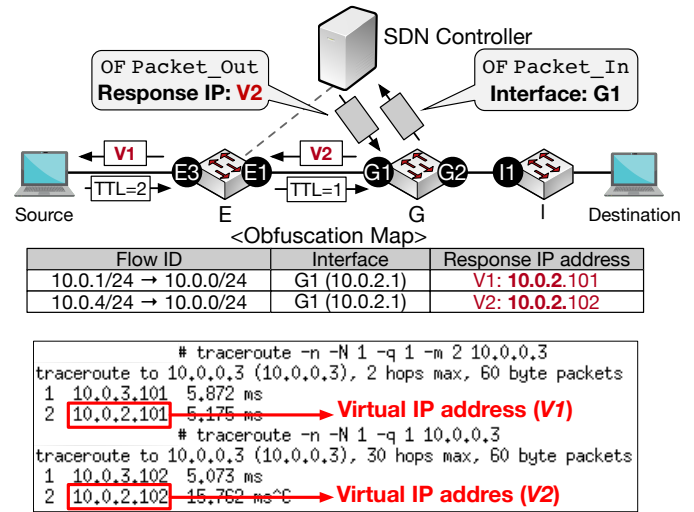 SDN Controller
OF Packet_Out
Response IP: V2
OF Packet_In
Interface: G1
V1
V2
E3
E1
G1
G2
I1
TTL=2
TTL=1
Source
E
G
I
Destination
<Obfuscation Map>
Flow ID Interface Response IP address
10.0.1/24 → 10.0.0/24 G1 (10.0.2.1) V1: 10.0.2.101
10.0.4/24 → 10.0.0/24 G1 (10.0.2.1) V2: 10.0.2.102
# traceroute -n -N 1 -q 1 -m 2 10.0.0.3
traceroute to 10.0.0.3 (10.0.0.3), 2 hops max, 60 byte packets
1 10.0.3.101 5.872 ms
2 10.0.2.101 5.175 ms Virtual IP address (V1)
# traceroute -n -N 1 -q 1 10.0.0.3
traceroute to 10.0.0.3 (10.0.0.3), 30 hops max, 60 byte packets
1 10.0.3.102 5.073 ms
2 10.0.2.102 15.762 ms^C Virtual IP addres (V2)